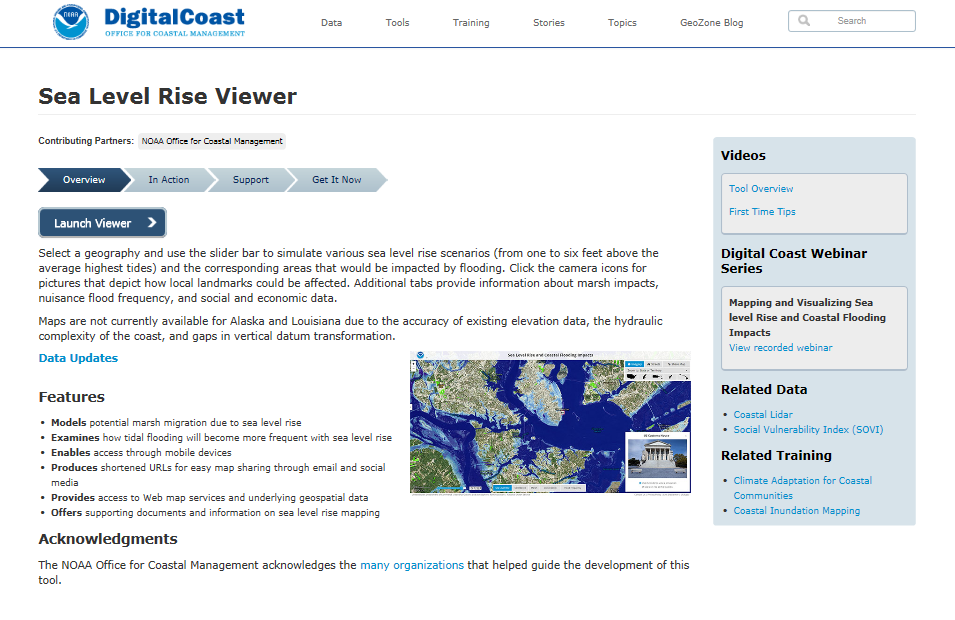 DigitalCoast
OFFICE FOR COASTAL MANAGEMENT
Data
Tools
Training
Stories
Topics
GeoZone Blog
Search
Sea Level Rise Viewer
Contributing Partners: NOAA Office for Coastal Management
Overview
In Action
Support
Get It Now
Launch Viewer
Select a geography and use the slider bar to simulate various sea level rise scenarios (from one to six feet above the
average highest tides) and the corresponding areas that would be impacted by flooding. Click the camera icons for
pictures that depict how local landmarks could be affected. Additional tabs provide information about marsh impacts,
nuisance flood frequency, and social and economic data.
Maps are not currently available for Alaska and Louisiana due to the accuracy of existing elevation data, the hydraulic
complexity of the coast, and gaps in vertical datum transformation.
Data Updates
Sea Level Rise and Coastal Flooding Impacts
Features
• Models potential marsh migration due to sea level rise
• Examines how tidal flooding will become more frequent with sea level rise
• Enables access through mobile devices
• Produces shortened URLs for easy map sharing through email and social
media
• Provides access to Web map services and underlying geospatial data
• Offers supporting documents and information on sea level rise mapping
Acknowledgments
The NOAA Office for Coastal Management acknowledges the many organizations that helped guide the development of this
tool.
Videos
Tool Overview
First Time Tips
Digital Coast Webinar
Series
Mapping and Visualizing Sea
level Rise and Coastal Flooding
Impacts
View recorded webinar
Related Data
• Coastal Lidar
• Social Vulnerability Index (SOVI)
Related Training
• Climate Adaptation for Coastal
Communities
• Coastal Inundation Mapping